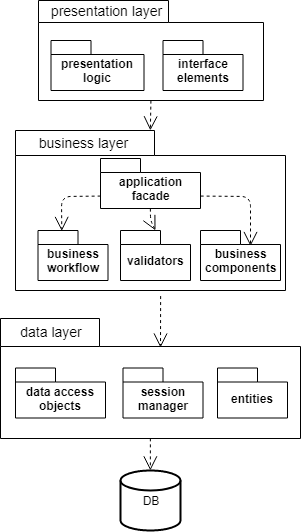 presentation layer
presentation
logic
interface
elements
business layer
application
facade
business
workflow
validators
business
components
data layer
data access
objects
session
manager
entities
DB